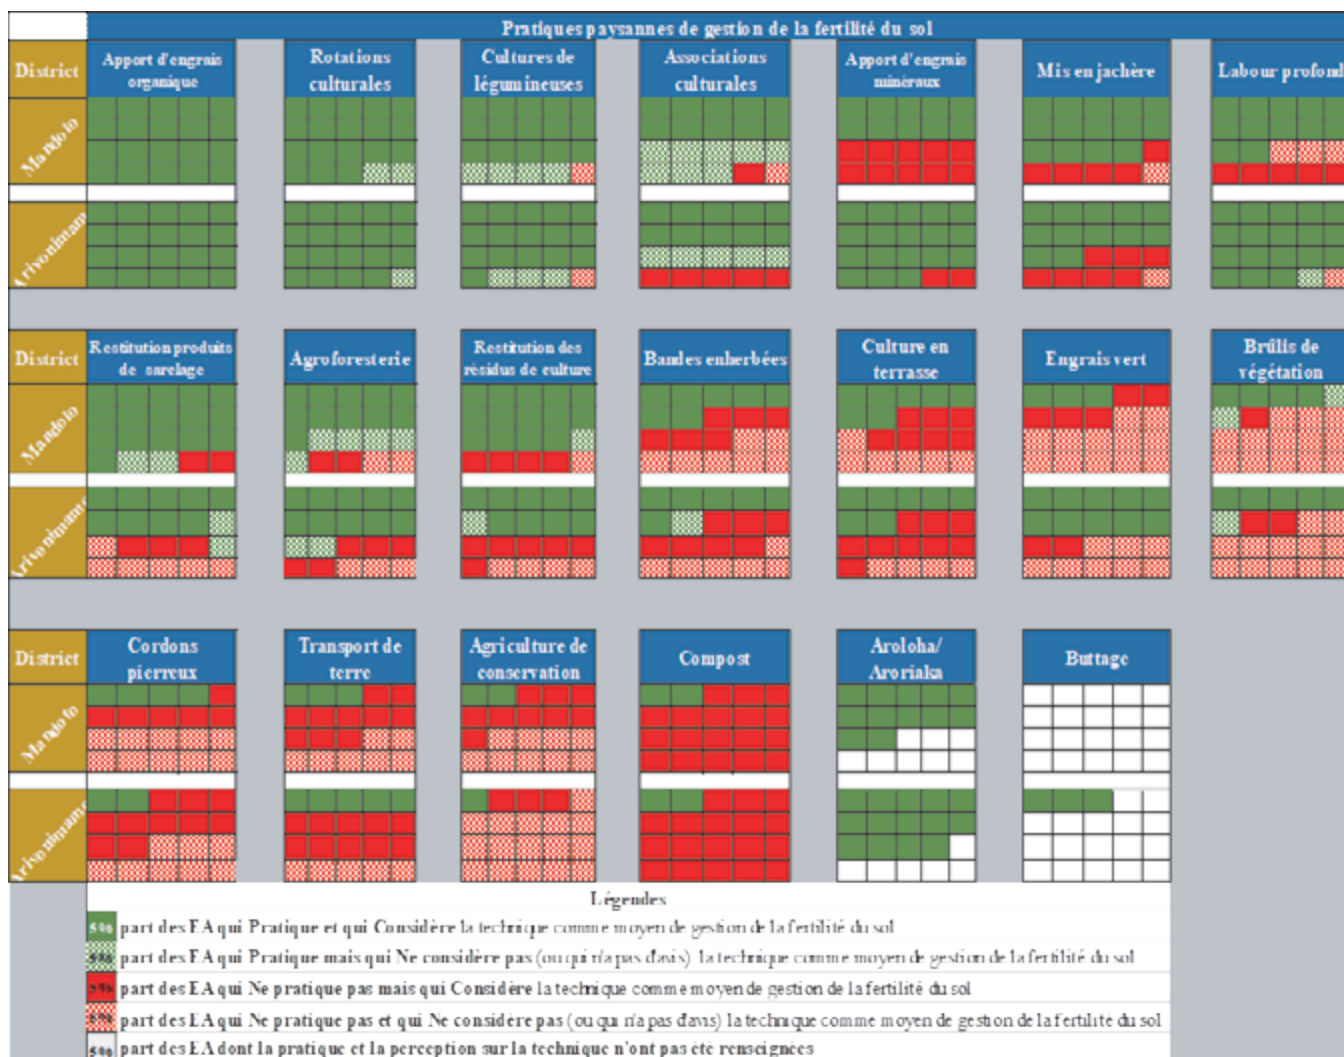 Pratiques paysannes de gestion de la fertilité du sol
District
Apport d'engrais
organique
Rotations
culturales
Cultures de
légumineuses
Associations
culturales
Apport d'engrais
minéraux
Mis en jachère
Labour profond
Mandoto
Arivonimam
District
Restitution produits
de sarclage
Agroforesterie
Restitution des
résidus de culture
Bandes enherbées
Culture en
terrasse
Engrais vert
Brûlis de
végétation
Mandoto
Arivonimamo
District
Cordons
pierreux
Transport de
terre
Agriculture de
conservation
Compost
Aroloha/
Aroriaka
Buttage
Mandoto
Arivonimamo
Légendes
5% part des EA qui Pratique et qui Considère la technique comme moyen de gestion de la fertilité du sol
5% part des EA qui Pratique mais qui Ne considère pas (ou qui n'a pas d'avis) la technique comme moyen de gestion de la fertilité du sol
5% part des EA qui Ne pratique pas mais qui Considère la technique comme moyen de gestion de la fertilité du sol
5% part des EA qui Ne pratique pas et qui Ne considère pas (ou qui n'a pas d'avis) la technique comme moyen de gestion de la fertilité du sol
5% part des EA dont la pratique et la perception sur la technique n'ont pas été renseignées